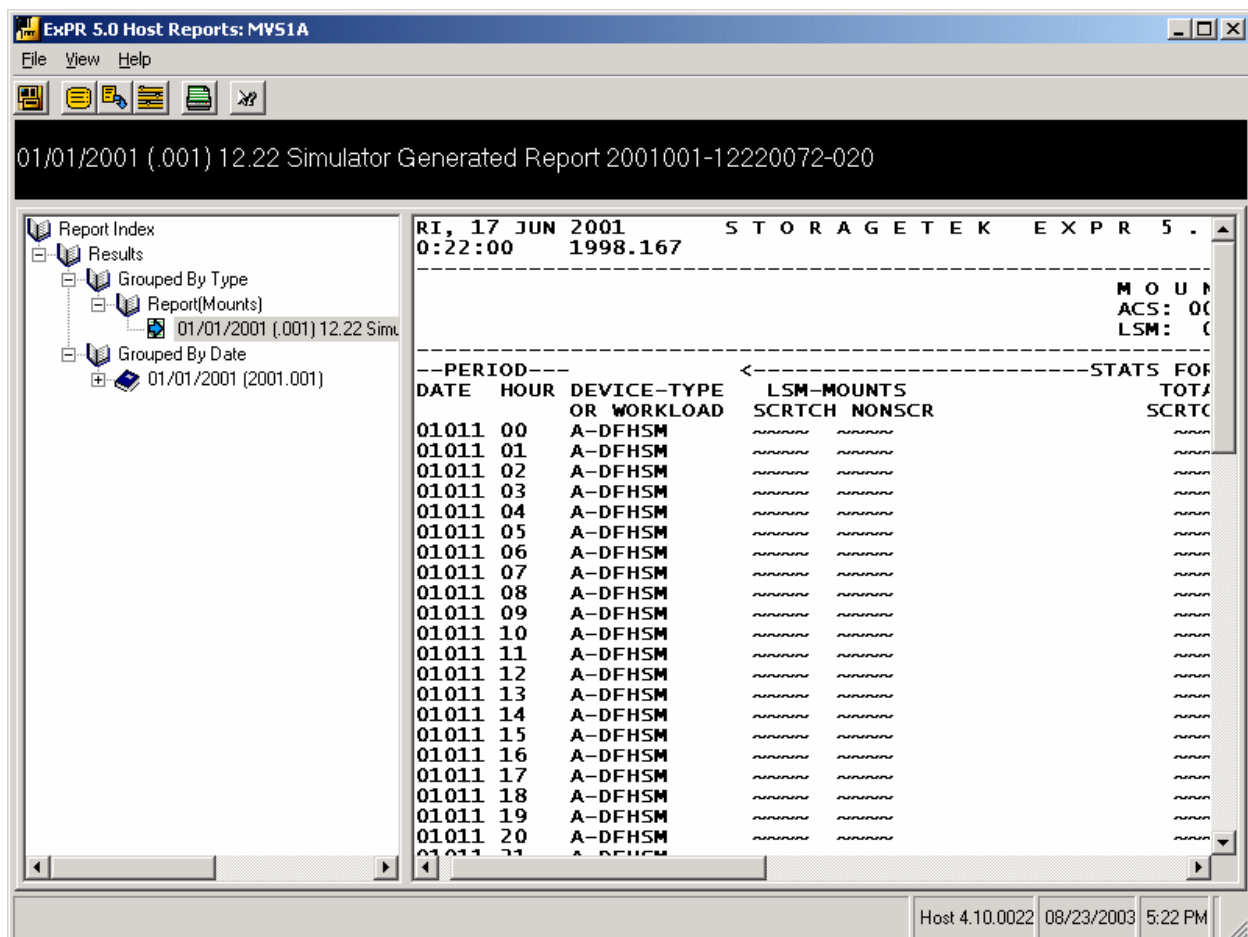 ExPR 5.0 Host Reports: MVS1A
File View Help
01/01/2001 (.001) 12.22 Simulator Generated Report 2001001-12220072-020
Report Index
Results
Grouped By Type
Report(Mounts)
01/01/2001 (.001) 12.22 Simu
Grouped By Date
01/01/2001 (2001.001)
RI, 17 JUN 2001 S T O R A G E T E K E X P R 5 .
0:22:00 1998.167
---------------------------------------------------------------
M O U N
ACS: 00
LSM: 0
---------------------------------------------------------------
--PERIOD--- <---------------------------STATS FOR
DATE HOUR DEVICE-TYPE LSM-MOUNTS TOTA
OR WORKLOAD SCRTCH NONSCR SCRTC
01011 00 A-DFHSM ~~~~~ ~~~~~ ~~~
01011 01 A-DFHSM ~~~~~ ~~~~~ ~~~
01011 02 A-DFHSM ~~~~~ ~~~~~ ~~~
01011 03 A-DFHSM ~~~~~ ~~~~~ ~~~
01011 04 A-DFHSM ~~~~~ ~~~~~ ~~~
01011 05 A-DFHSM ~~~~~ ~~~~~ ~~~
01011 06 A-DFHSM ~~~~~ ~~~~~ ~~~
01011 07 A-DFHSM ~~~~~ ~~~~~ ~~~
01011 08 A-DFHSM ~~~~~ ~~~~~ ~~~
01011 09 A-DFHSM ~~~~~ ~~~~~ ~~~
01011 10 A-DFHSM ~~~~~ ~~~~~ ~~~
01011 11 A-DFHSM ~~~~~ ~~~~~ ~~~
01011 12 A-DFHSM ~~~~~ ~~~~~ ~~~
01011 13 A-DFHSM ~~~~~ ~~~~~ ~~~
01011 14 A-DFHSM ~~~~~ ~~~~~ ~~~
01011 15 A-DFHSM ~~~~~ ~~~~~ ~~~
01011 16 A-DFHSM ~~~~~ ~~~~~ ~~~
01011 17 A-DFHSM ~~~~~ ~~~~~ ~~~
01011 18 A-DFHSM ~~~~~ ~~~~~ ~~~
01011 19 A-DFHSM ~~~~~ ~~~~~ ~~~
01011 20 A-DFHSM ~~~~~ ~~~~~ ~~~
01011 21 A-DFHSM
Host 4.10.0022 08/23/2003 5:22 PM